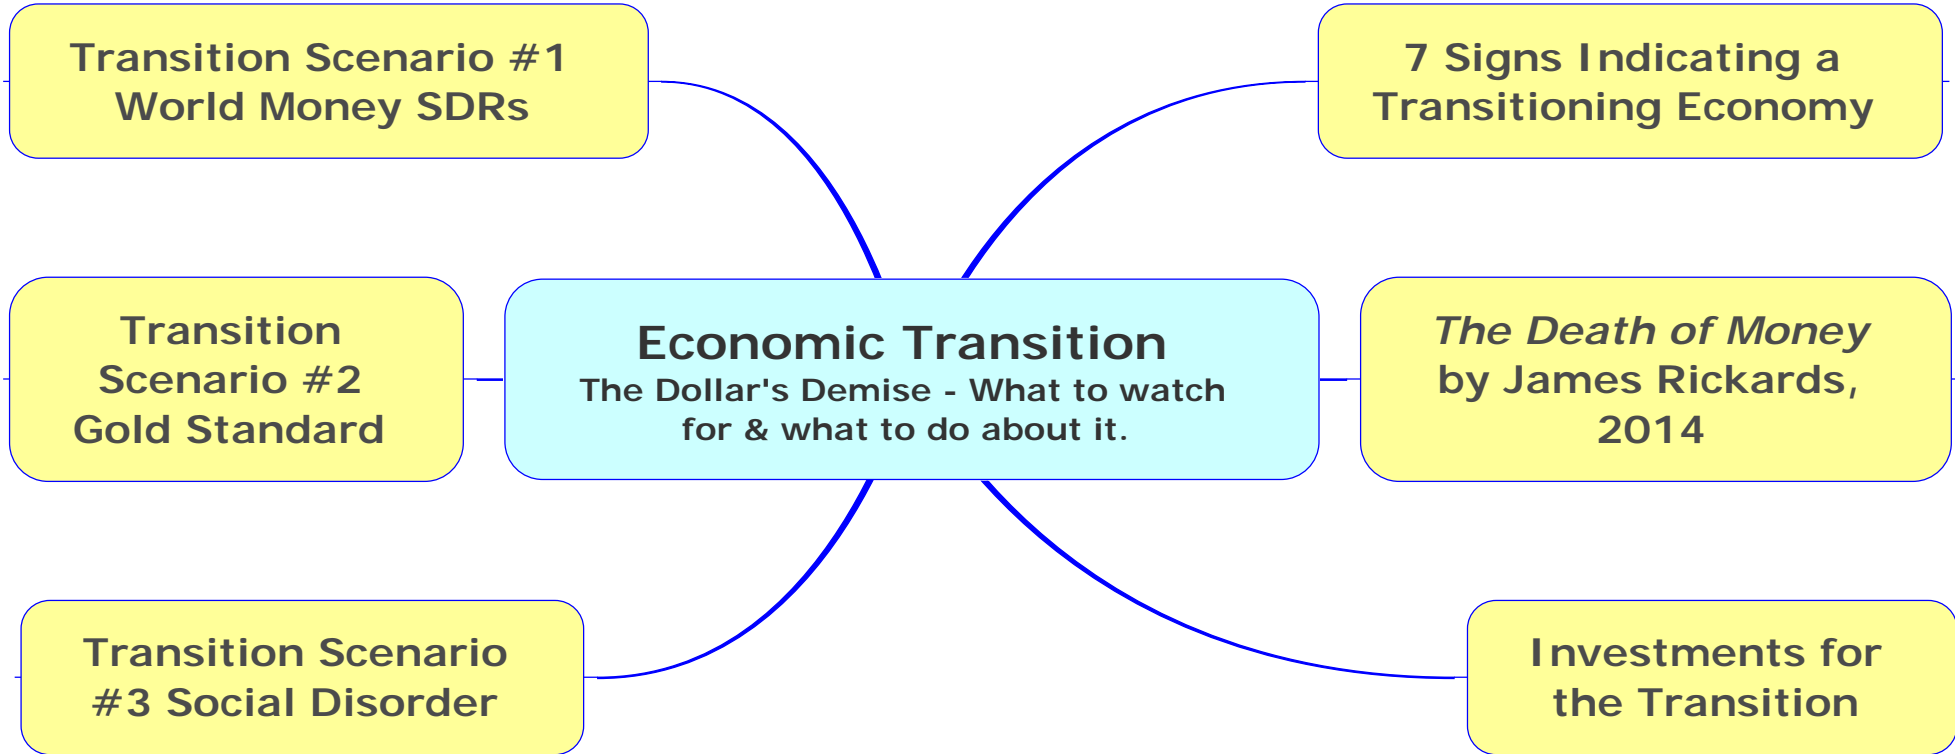 Transition Scenario #1
World Money SDRs
7 Signs Indicating a
Transitioning Economy
Transition
Scenario #2
Gold Standard
Economic Transition
The Dollar's Demise - What to watch
for & what to do about it.
The Death of Money
by James Rickards,
2014
Transition Scenario
#3 Social Disorder
Investments for
the Transition